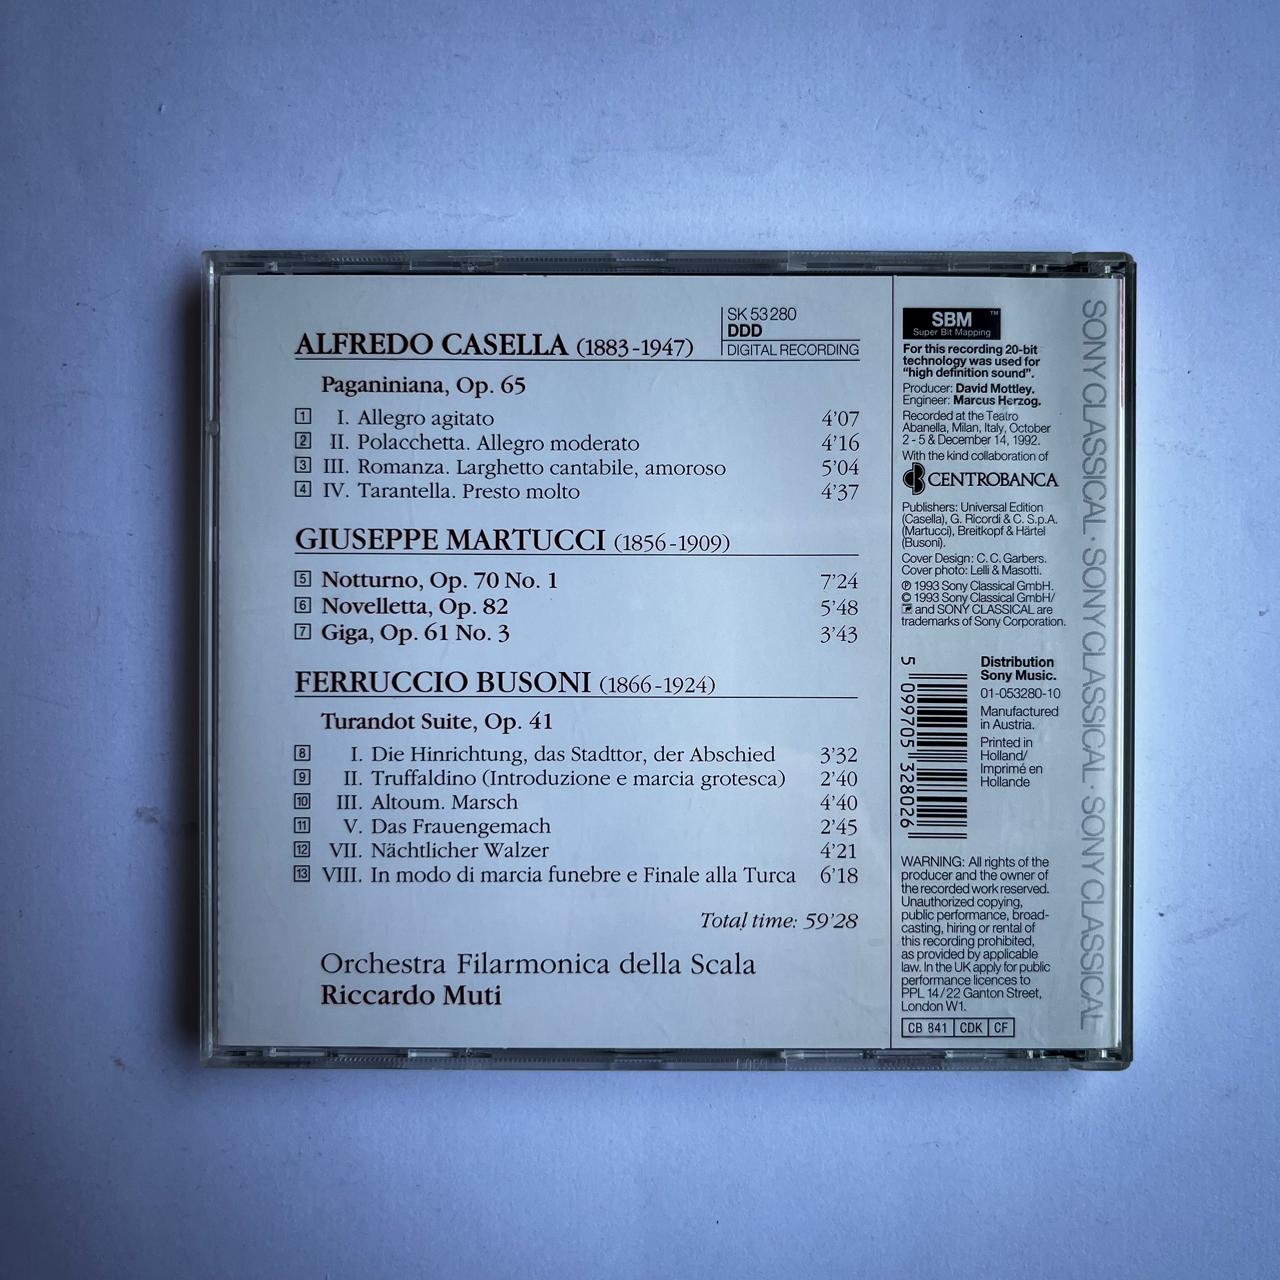 SK 53 280
DDD
DIGITAL RECORDING
ALFREDO CASELLA (1883-1947)
Paganiniana, Op. 65
1 I. Allegro agitato 4'07
2 II. Polacchetta. Allegro moderato 4'16
3 III. Romanza. Larghetto cantabile, amoroso 5'04
4 IV. Tarantella. Presto molto 4'37
GIUSEPPE MARTUCCI (1856-1909)
5 Notturno, Op. 70 No. 1 7'24
6 Novelletta, Op. 82 5'48
7 Giga, Op. 61 No. 3 3'43
FERRUCCIO BUSONI (1866-1924)
Turandot Suite, Op. 41
8 I. Die Hinrichtung, das Stadttor, der Abschied 3'32
9 II. Truffaldino (Introduzione e marcia grotesca) 2'40
10 III. Altoum. Marsch 4'40
11 V. Das Frauengemach 2'45
12 VII. Nächtlicher Walzer 4'21
13 VIII. In modo di marcia funebre e Finale alla Turca 6'18
Total time: 59'28
Orchestra Filarmonica della Scala
Riccardo Muti
SBM™
Super Bit Mapping
For this recording 20-bit
technology was used for
"high definition sound".
Producer: David Mottley.
Engineer: Marcus Herzog.
Recorded at the Teatro
Abanella, Milan, Italy, October
2 - 5 & December 14, 1992.
With the kind collaboration of
CENTROBANCA
Publishers: Universal Edition
(Casella), G. Ricordi & C. S.p.A.
(Martucci), Breitkopf & Härtel
(Busoni).
Cover Design: C. C. Garbers.
Cover photo: Lelli & Masotti.
℗ 1993 Sony Classical GmbH.
© 1993 Sony Classical GmbH/
and SONY CLASSICAL are
trademarks of Sony Corporation.
5 099705 328026
Distribution
Sony Music.
01-053280-10
Manufactured
in Austria.
Printed in
Holland/
Imprimé en
Hollande
WARNING: All rights of the
producer and the owner of
the recorded work reserved.
Unauthorized copying,
public performance, broad-
casting, hiring or rental of
this recording prohibited,
as provided by applicable
law. In the UK apply for public
performance licences to
PPL 14/22 Ganton Street,
London W1.
CB 841 CDK CF
SONY CLASSICAL · SONY CLASSICAL · SONY CLASSICAL